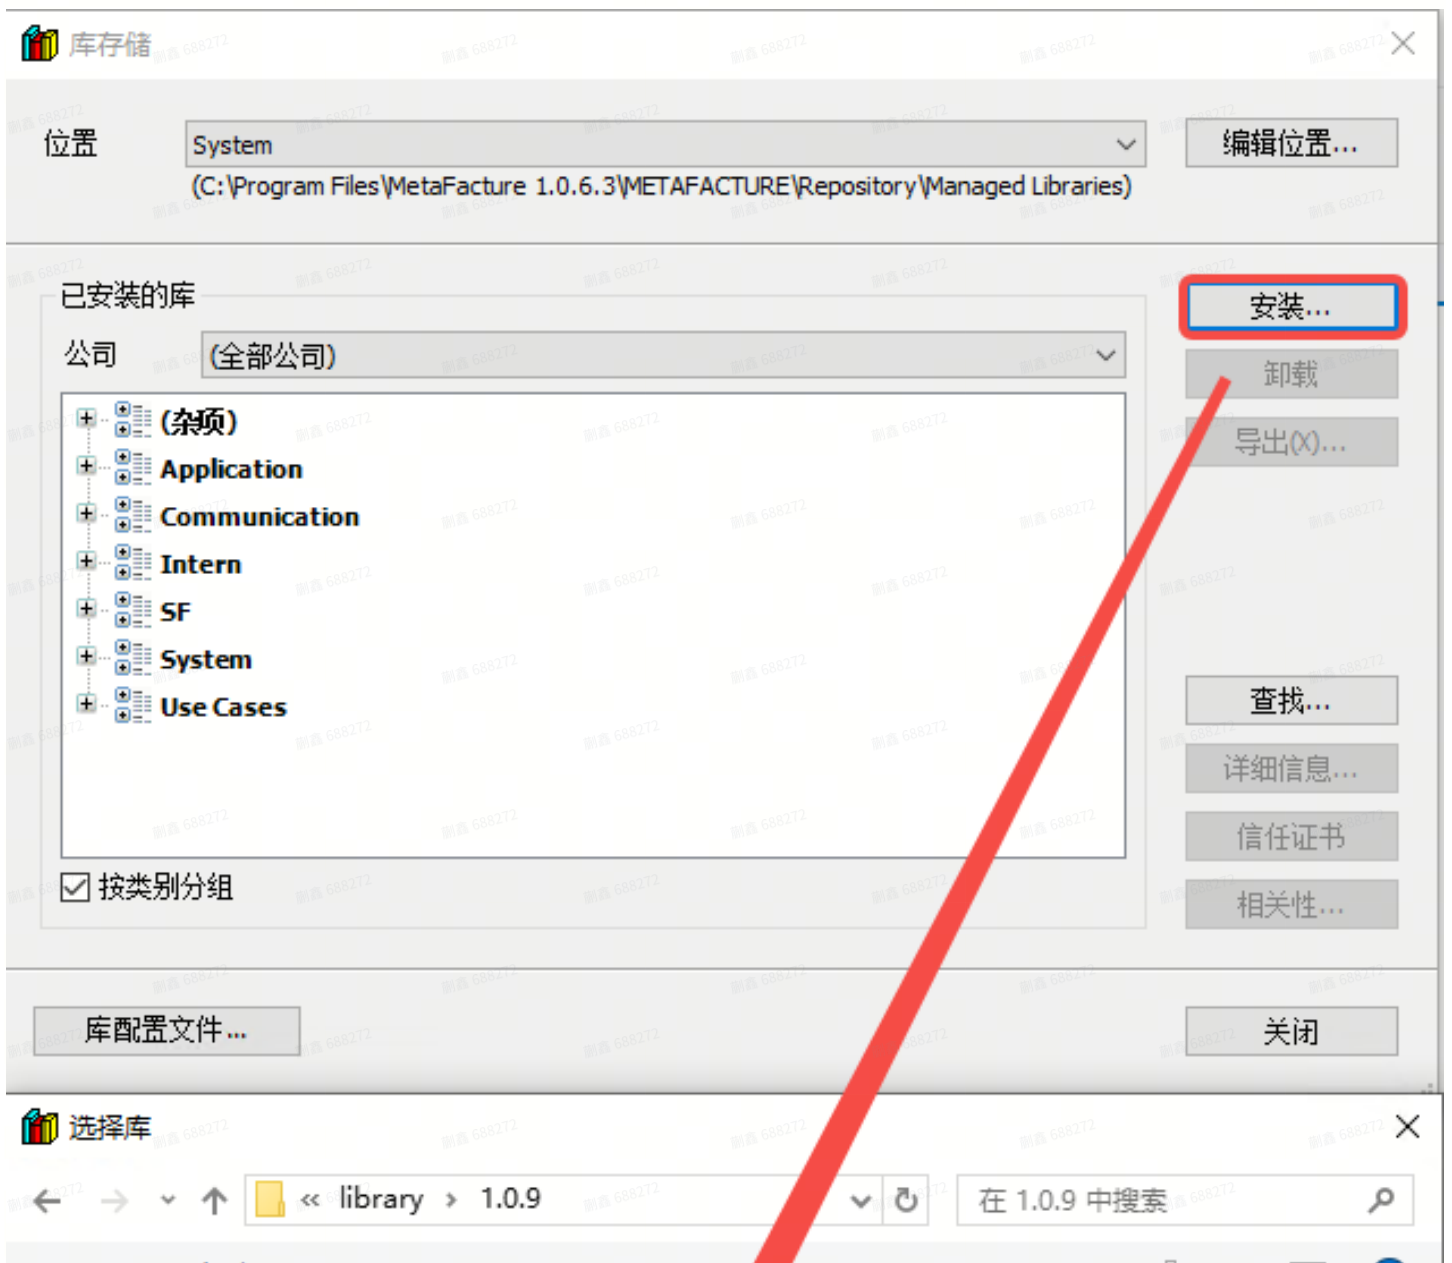 库存储
位置 System 编辑位置...
(C:\Program Files\MetaFacture 1.0.6.3\METAFACTURE\Repository\Managed Libraries)
已安装的库 安装...
公司 (全部公司) 卸载
(杂项) 导出(X)...
Application
Communication
Intern
SF
System
Use Cases 查找...
详细信息...
信任证书
按类别分组 相关性...
库配置文件... 关闭
选择库
« library › 1.0.9 在 1.0.9 中搜索